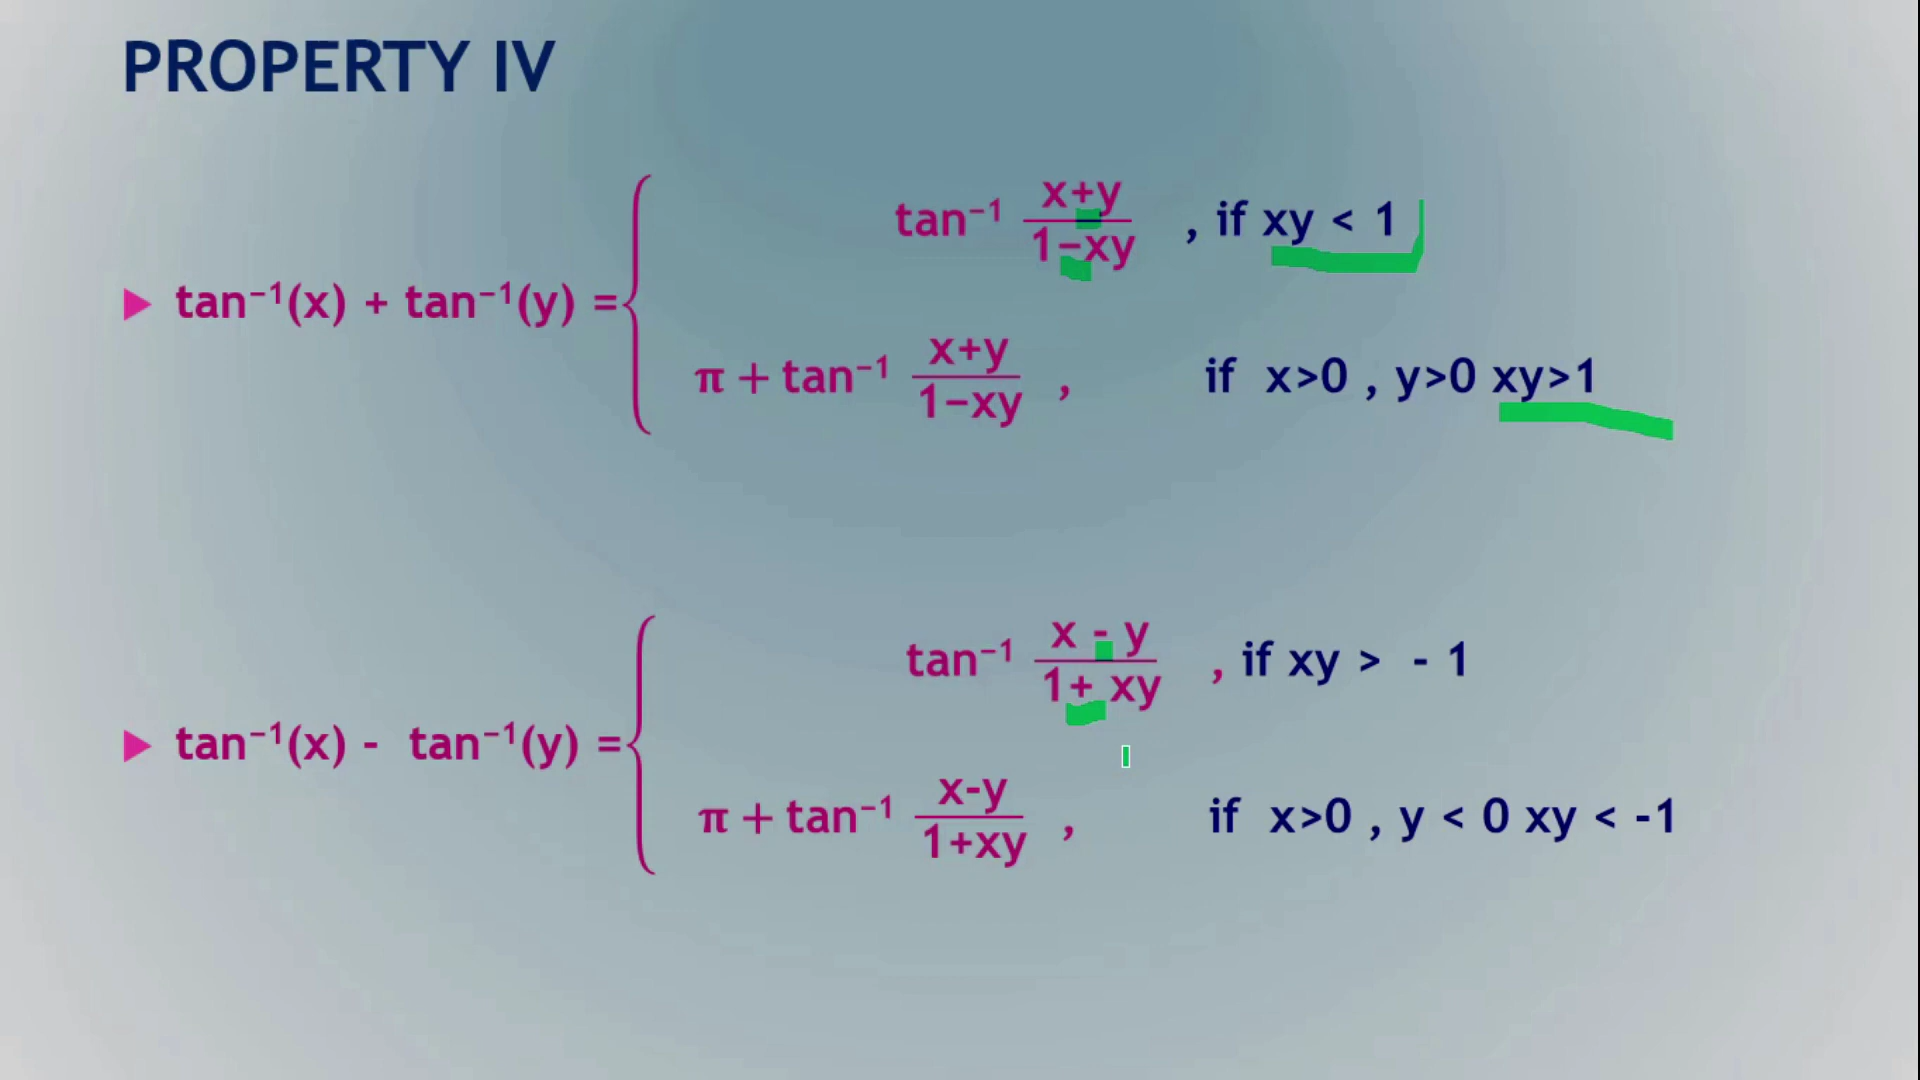 PROPERTY IV
tan⁻¹(x) + tan⁻¹(y) = { tan⁻¹ x+y / 1−xy , if xy < 1
π + tan⁻¹ x+y / 1−xy , if x>0 , y>0 xy>1
tan⁻¹(x) - tan⁻¹(y) = { tan⁻¹ x - y / 1+ xy , if xy > - 1
π + tan⁻¹ x-y / 1+xy , if x>0 , y < 0 xy < -1